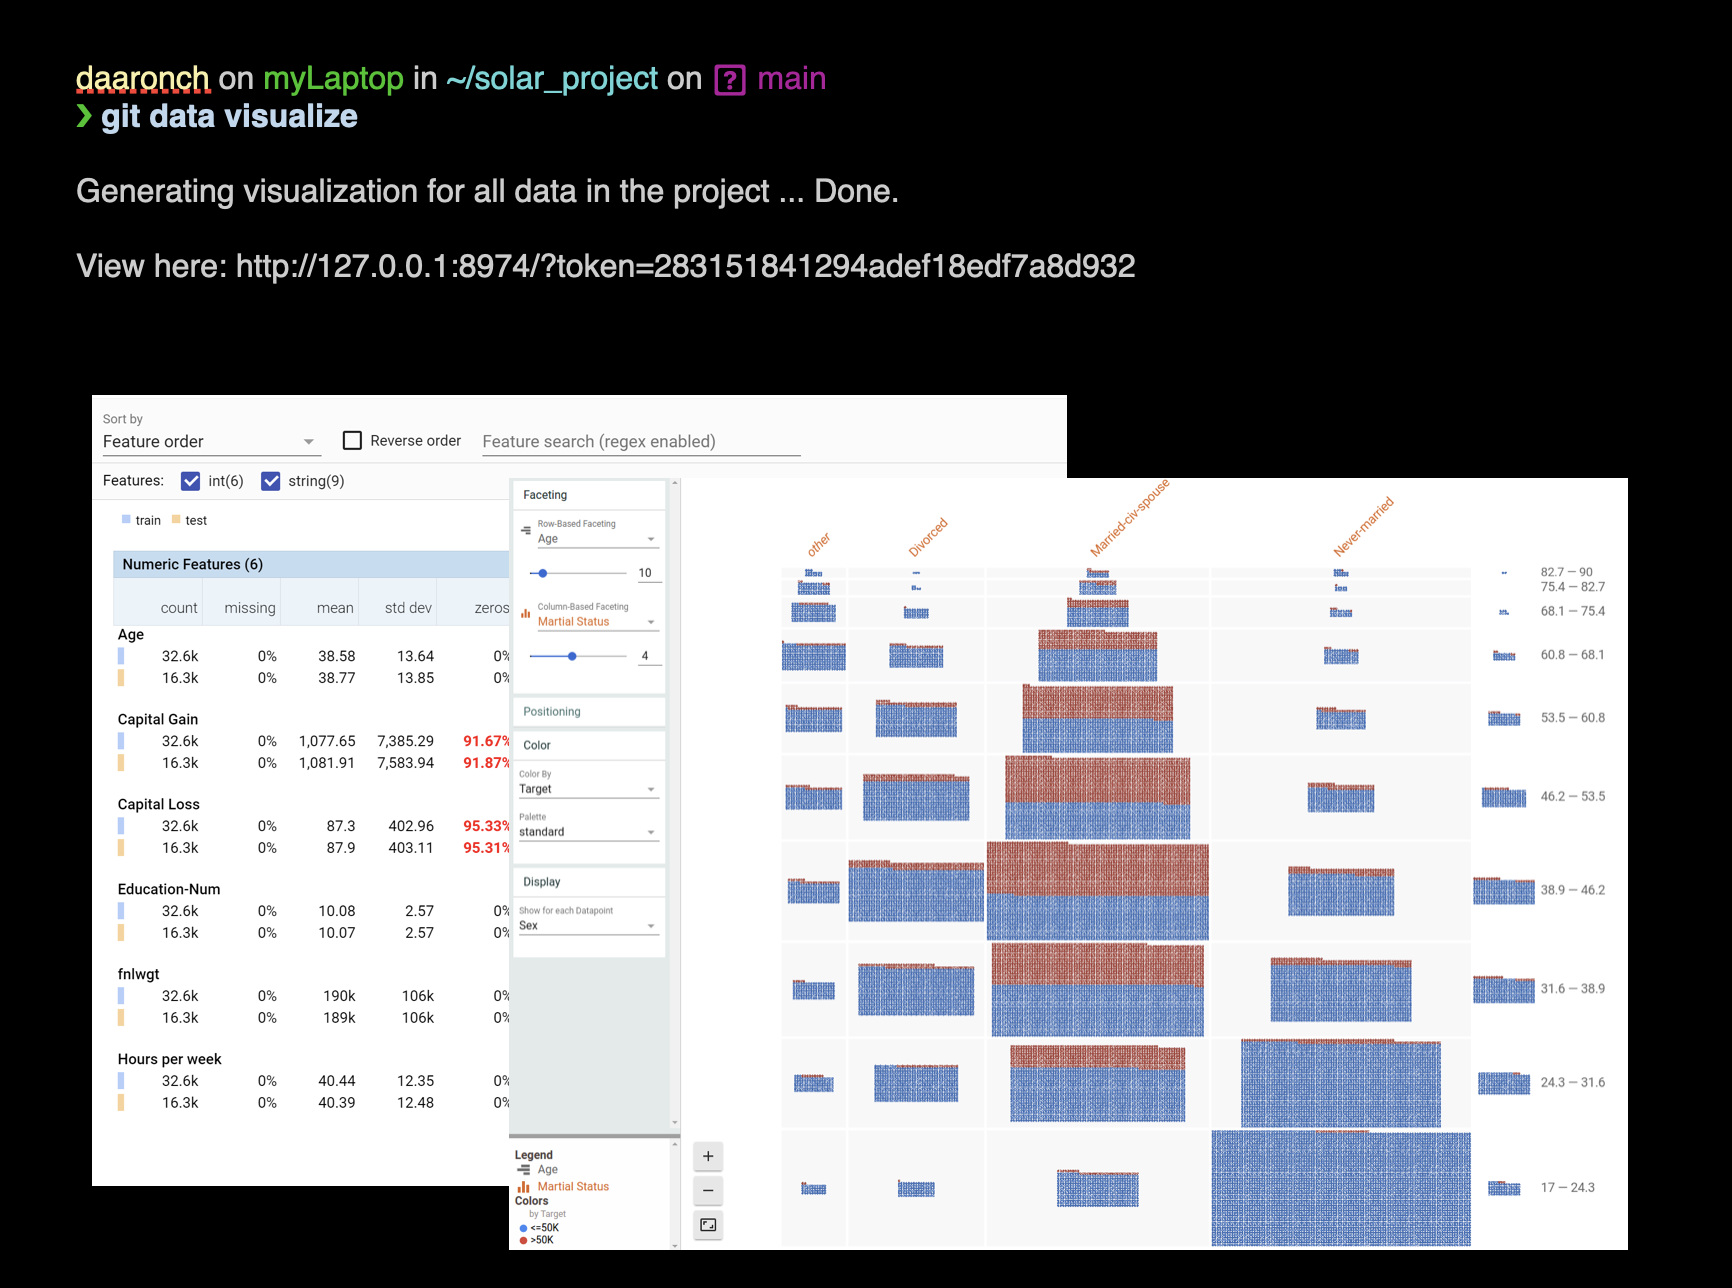 daaronch on myLaptop in ~/solar_project on [?] main
❯ git data visualize
Generating visualization for all data in the project ... Done.
View here: http://127.0.0.1:8974/?token=283151841294adef18edf7a8d932
Sort by
Feature order
Reverse order
Feature search (regex enabled)
Features: int(6) string(9)
train test
Numeric Features (6)
count missing mean std dev zeros
Age
32.6k 0% 38.58 13.64 0%
16.3k 0% 38.77 13.85 0%
Capital Gain
32.6k 0% 1,077.65 7,385.29 91.67%
16.3k 0% 1,081.91 7,583.94 91.87%
Capital Loss
32.6k 0% 87.3 402.96 95.33%
16.3k 0% 87.9 403.11 95.31%
Education-Num
32.6k 0% 10.08 2.57 0%
16.3k 0% 10.07 2.57 0%
fnlwgt
32.6k 0% 190k 106k 0%
16.3k 0% 189k 106k 0%
Hours per week
32.6k 0% 40.44 12.35 0%
16.3k 0% 40.39 12.48 0%
Faceting
Row-Based Faceting
Age
10
Column-Based Faceting
Martial Status
4
Positioning
Color
Color By
Target
Palette
standard
Display
Show for each Datapoint
Sex
Legend
Age
Martial Status
Colors
by Target
<=50K
>50K
+
−
other
Divorced
Married-civ-spouse
Never-married
82.7 – 90
75.4 – 82.7
68.1 – 75.4
60.8 – 68.1
53.5 – 60.8
46.2 – 53.5
38.9 – 46.2
31.6 – 38.9
24.3 – 31.6
17 – 24.3